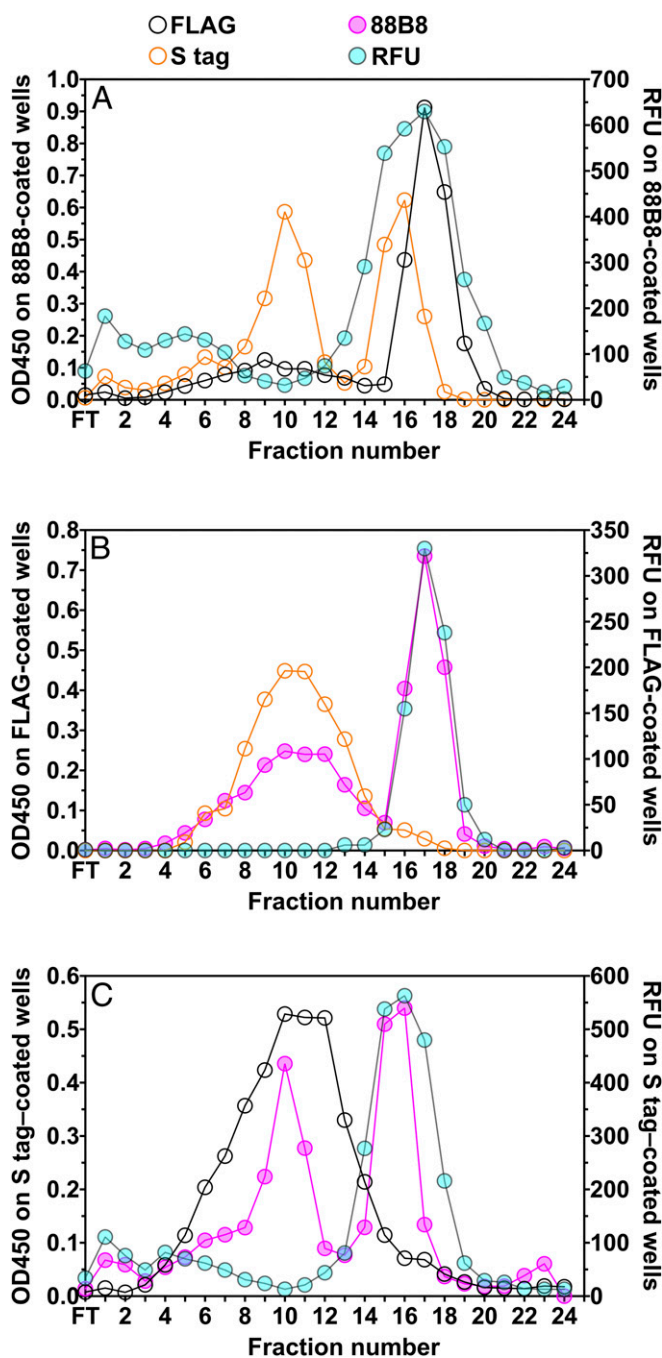 FLAG 88B8
S tag RFU
A
OD450 on 88B8-coated wells
1.0
0.9
0.8
0.7
0.6
0.5
0.4
0.3
0.2
0.1
0.0
700
600
500
400
300
200
100
0
RFU on 88B8-coated wells
FT 2 4 6 8 10 12 14 16 18 20 22 24
Fraction number
B
OD450 on FLAG-coated wells
0.8
0.7
0.6
0.5
0.4
0.3
0.2
0.1
0.0
350
300
250
200
150
100
50
0
RFU on FLAG-coated wells
FT 2 4 6 8 10 12 14 16 18 20 22 24
Fraction number
C
OD450 on S tag–coated wells
0.6
0.5
0.4
0.3
0.2
0.1
0.0
600
500
400
300
200
100
0
RFU on S tag–coated wells
FT 2 4 6 8 10 12 14 16 18 20 22 24
Fraction number